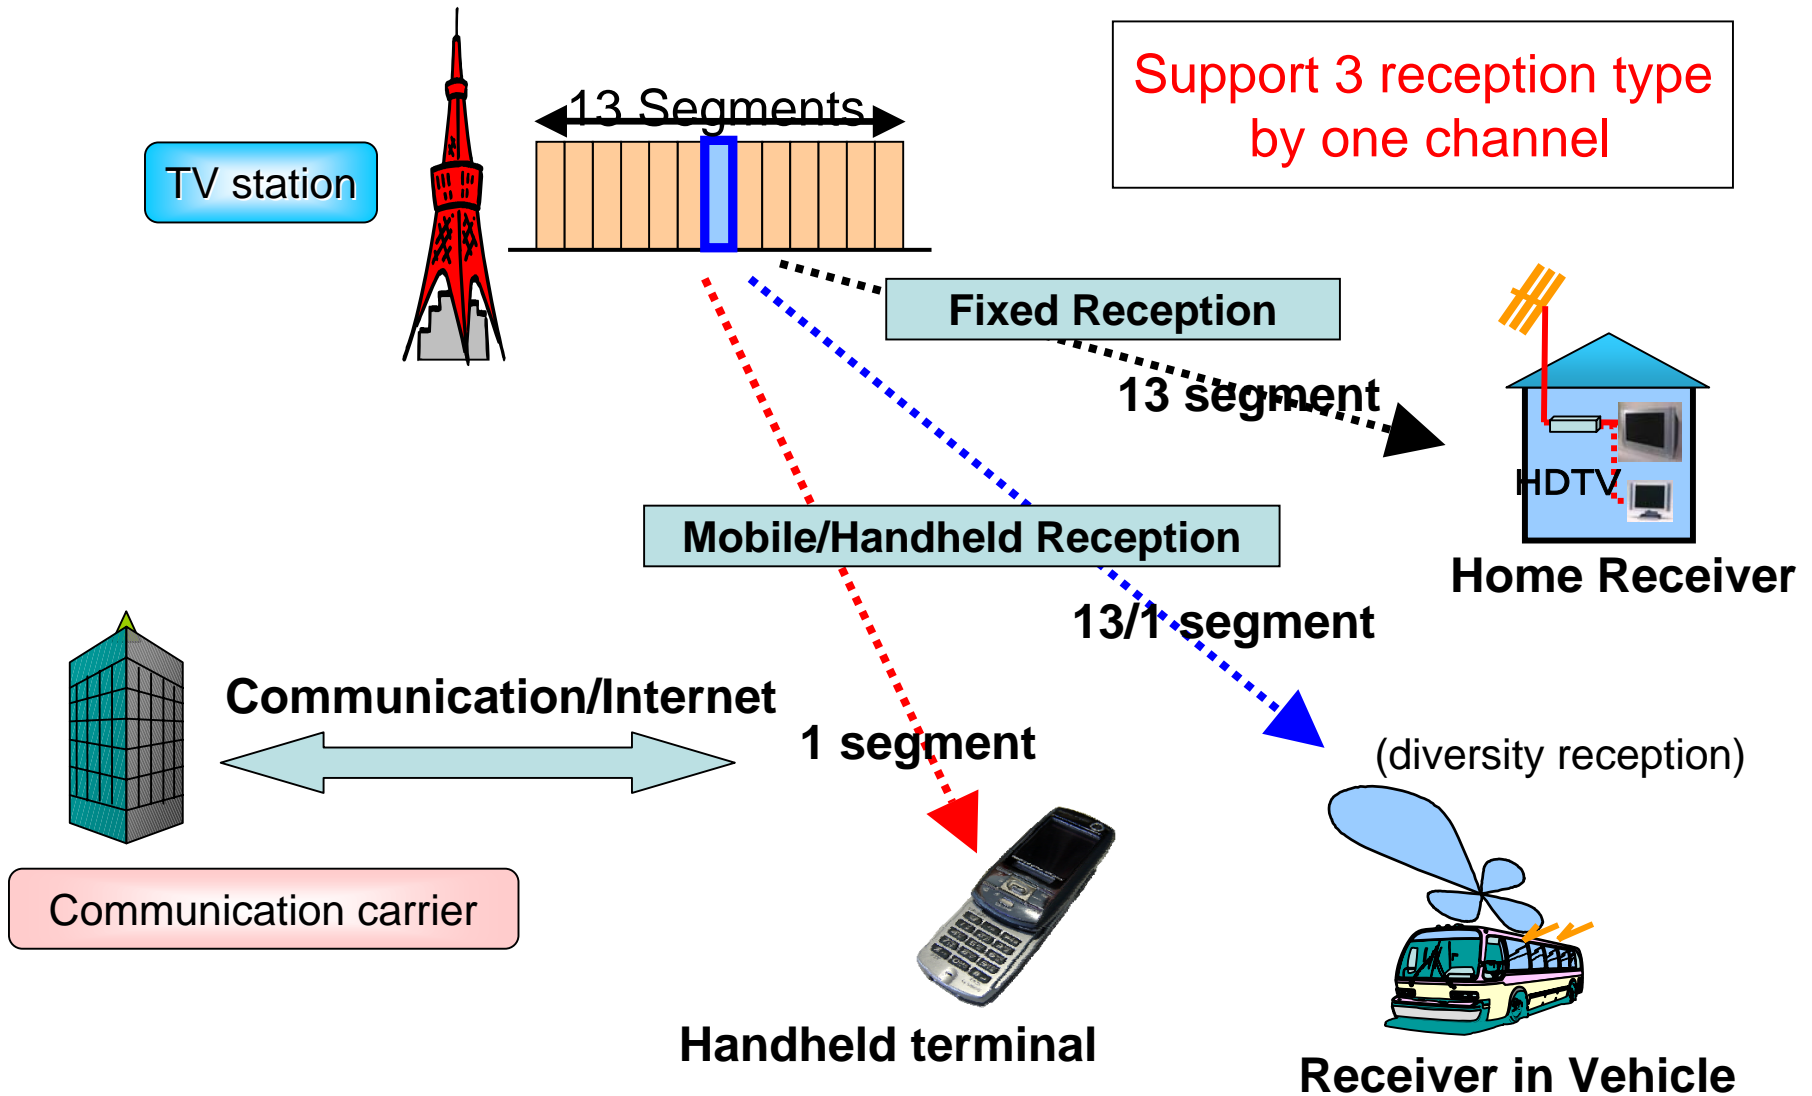 13 Segments
Support 3 reception type
by one channel
TV station
Fixed Reception
13 segment
HDTV
Mobile/Handheld Reception
Home Receiver
13/1 segment
Communication/Internet
1 segment
(diversity reception)
Communication carrier
Handheld terminal
Receiver in Vehicle